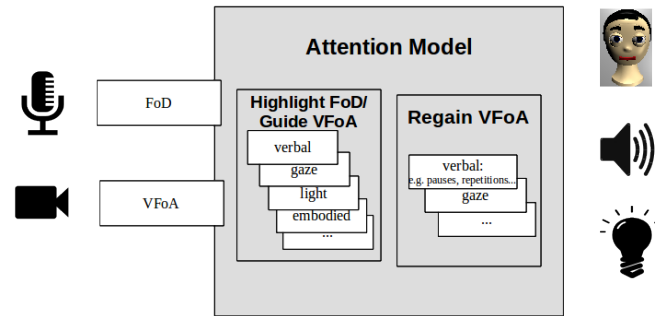 Attention Model
FoD
Highlight FoD/
Guide VFoA
verbal
gaze
light
embodied
...
Regain VFoA
verbal:
e.g. pauses, repetitions...
gaze
...
VFoA